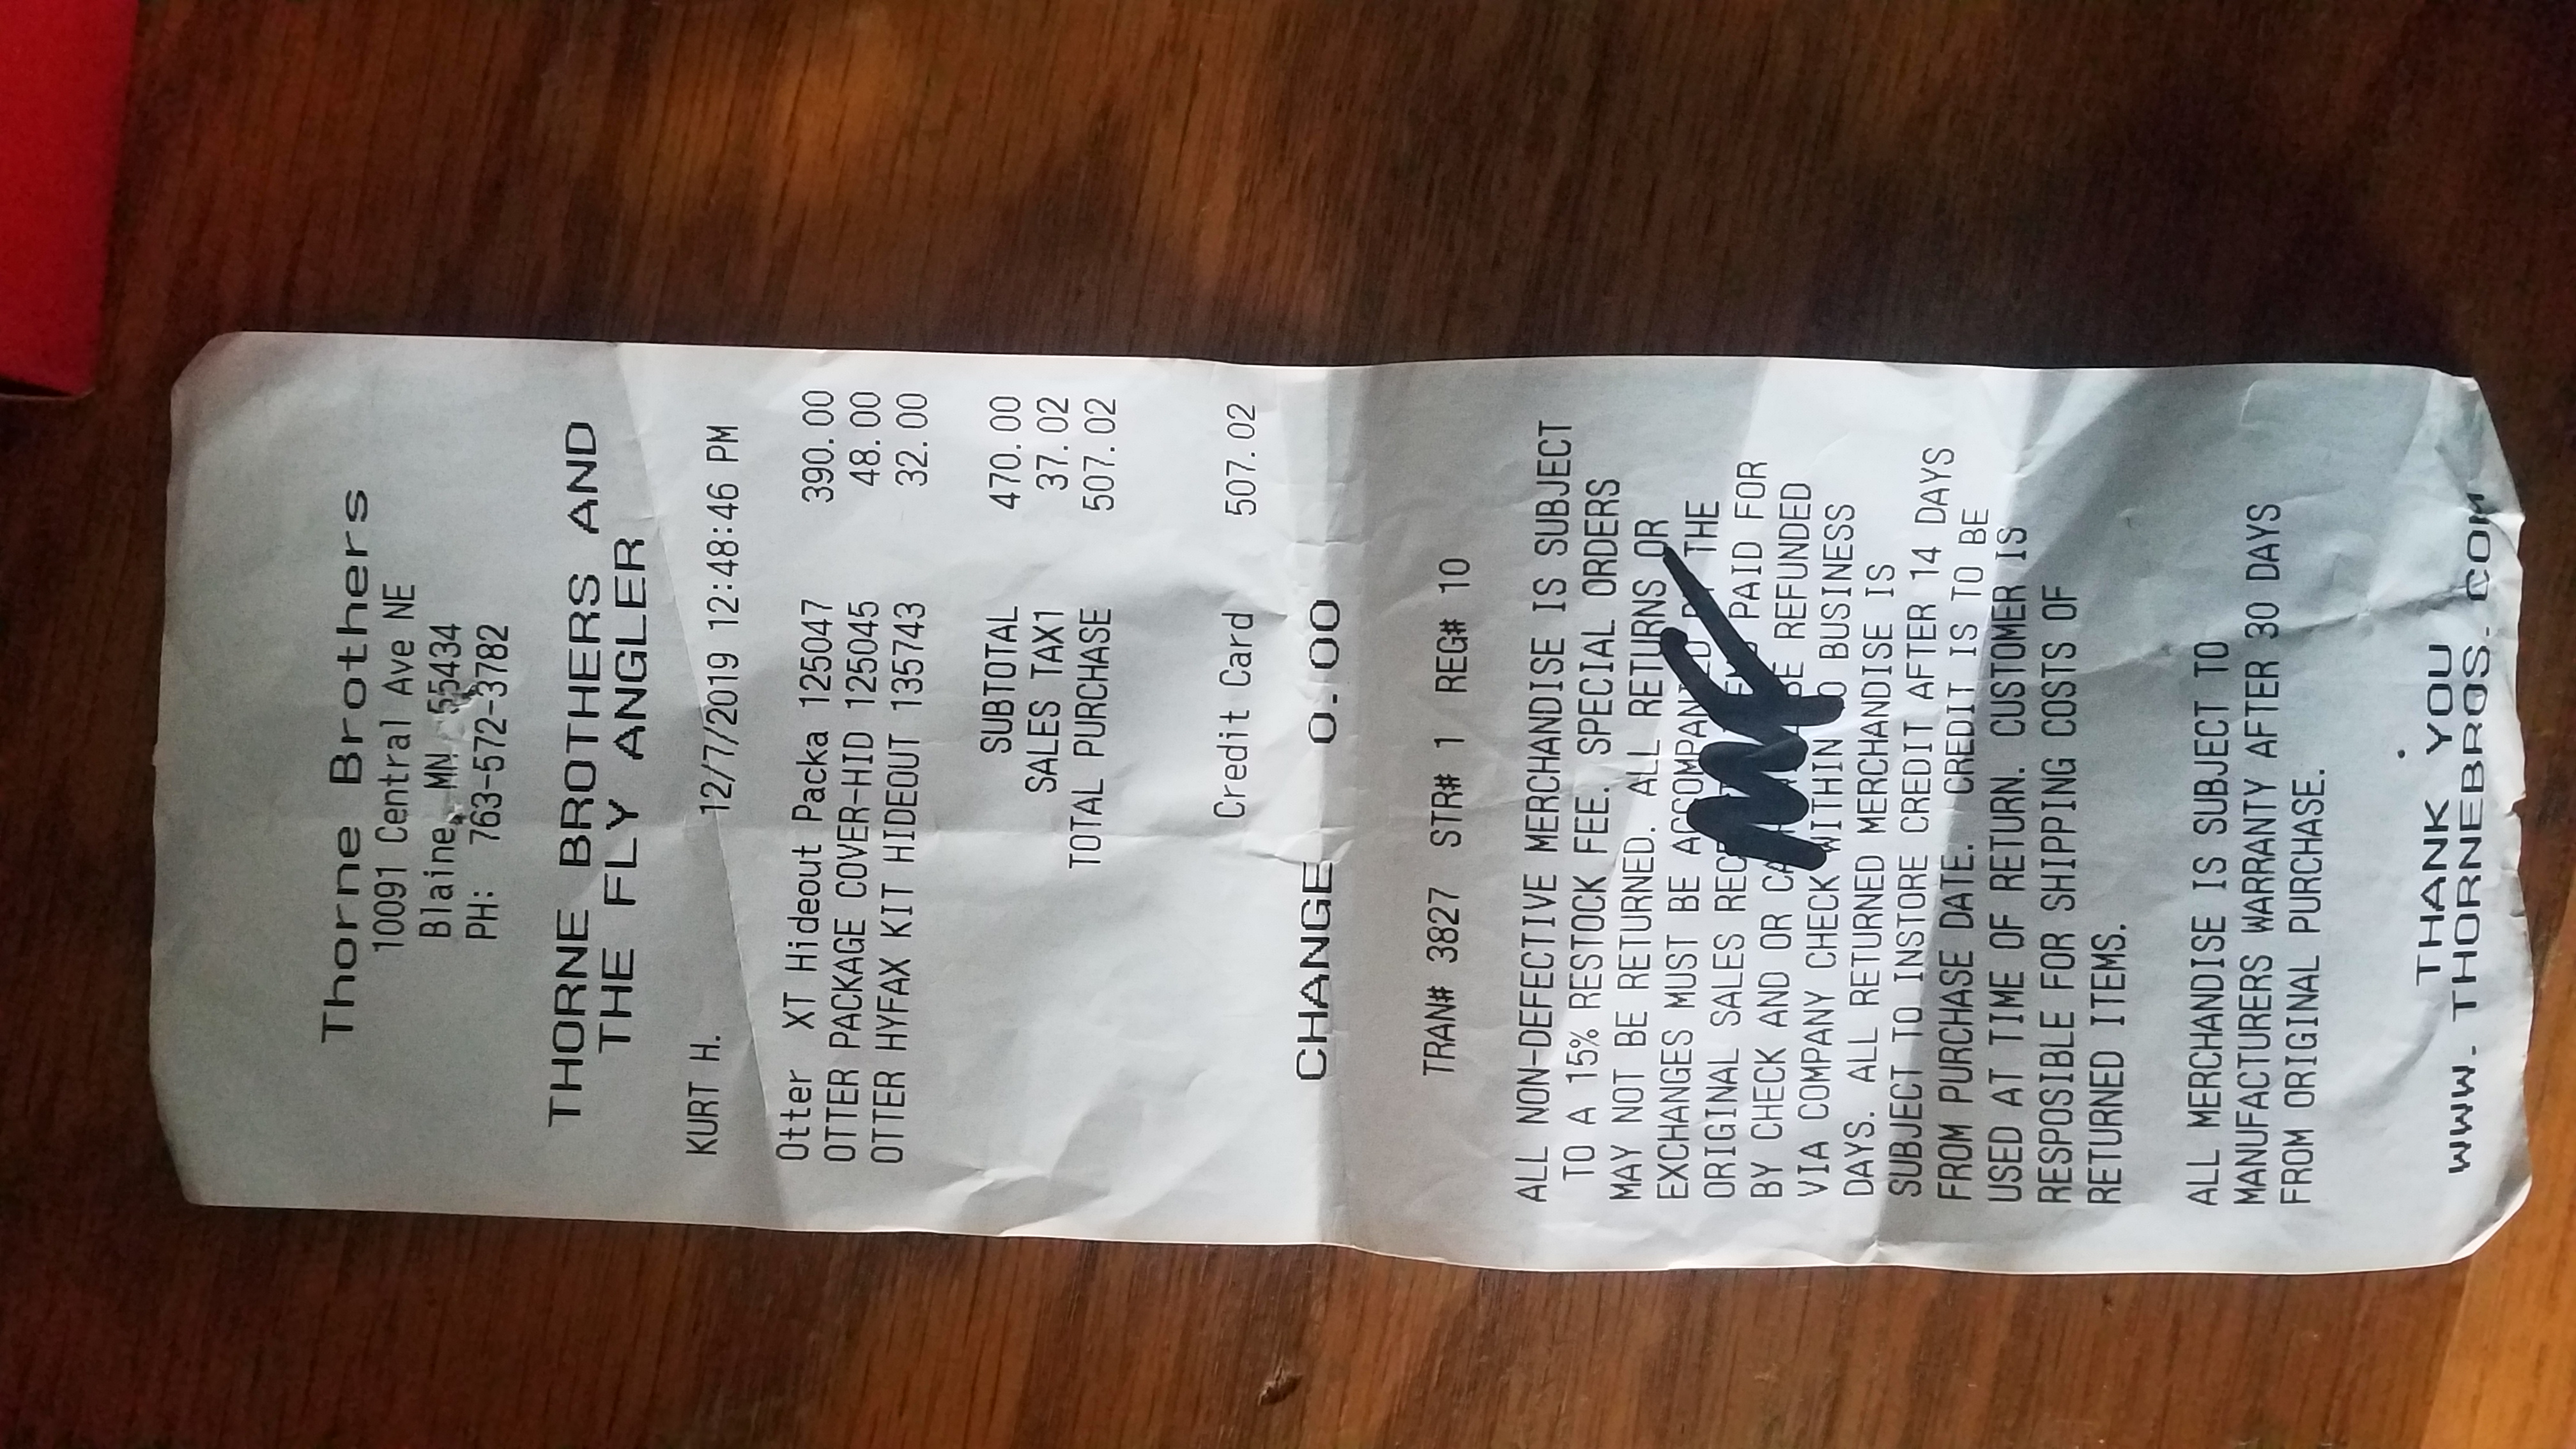 Thorne Brothers
10091 Central Ave NE
Blaine, MN 55434
PH: 763-572-3782
THORNE BROTHERS AND
THE FLY ANGLER
KURT H. 12/7/2019 12:48:46 PM
Otter XT Hideout Packa 125047 390.00
OTTER PACKAGE COVER-HID 125045 48.00
OTTER HYFAX KIT HIDEOUT 135743 32.00
SUBTOTAL 470.00
SALES TAX1 37.02
TOTAL PURCHASE 507.02
Credit Card 507.02
CHANGE 0.00
TRAN# 3827 STR# 1 REG# 10
ALL NON-DEFECTIVE MERCHANDISE IS SUBJECT
TO A 15% RESTOCK FEE. SPECIAL ORDERS
MAY NOT BE RETURNED. ALL RETURNS OR
EXCHANGES MUST BE ACCOMPANIED BY THE
ORIGINAL SALES PAID FOR
BY CHECK AND OR BE REFUNDED
VIA COMPANY CHECK WITHIN BUSINESS
DAYS. ALL RETURNED MERCHANDISE IS
SUBJECT TO INSTORE CREDIT AFTER 14 DAYS
FROM PURCHASE DATE. CREDIT IS TO BE
USED AT TIME OF RETURN. CUSTOMER IS
RESPOSIBLE FOR SHIPPING COSTS OF
RETURNED ITEMS.
ALL MERCHANDISE IS SUBJECT TO
MANUFACTURERS WARRANTY AFTER 30 DAYS
FROM ORIGINAL PURCHASE.
THANK YOU
WWW. THORNEBROS.COM